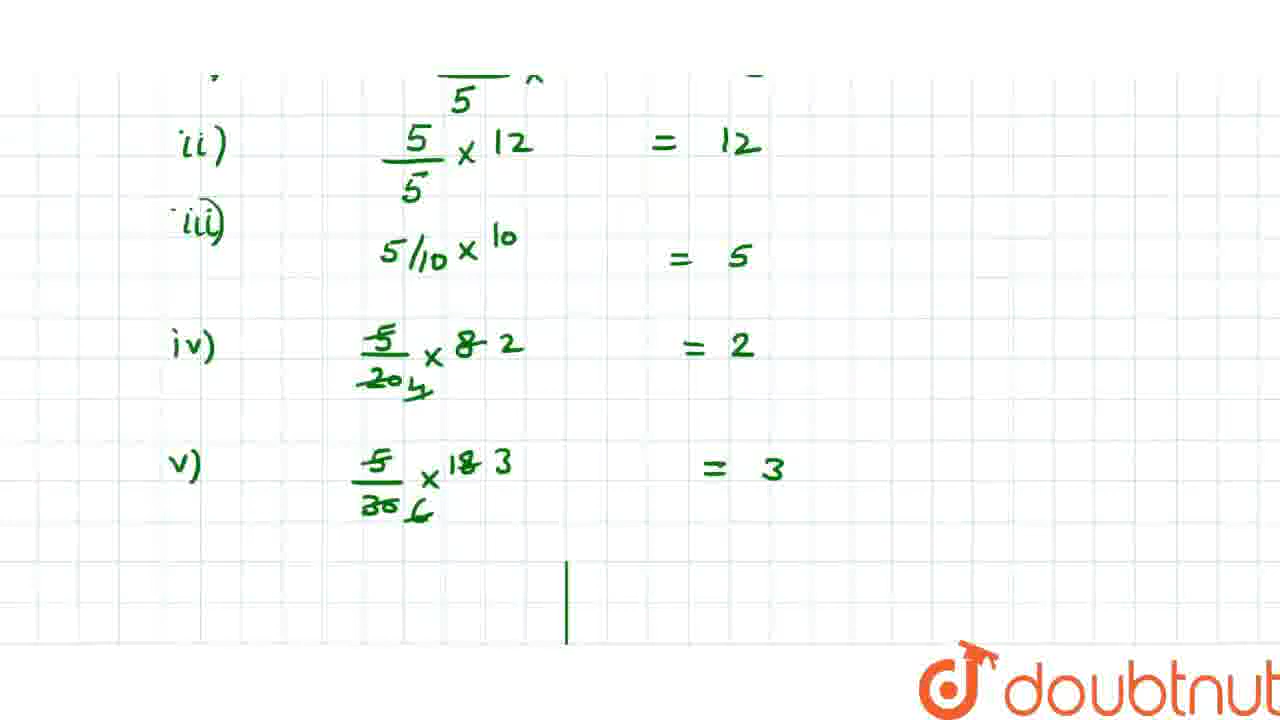 5
ii) 5/5 × 12 = 12
iii) 5/10 × 10 = 5
iv) 5/20 4 × 8 2 = 2
v) 5/30 6 × 18 3 = 3
doubtnut